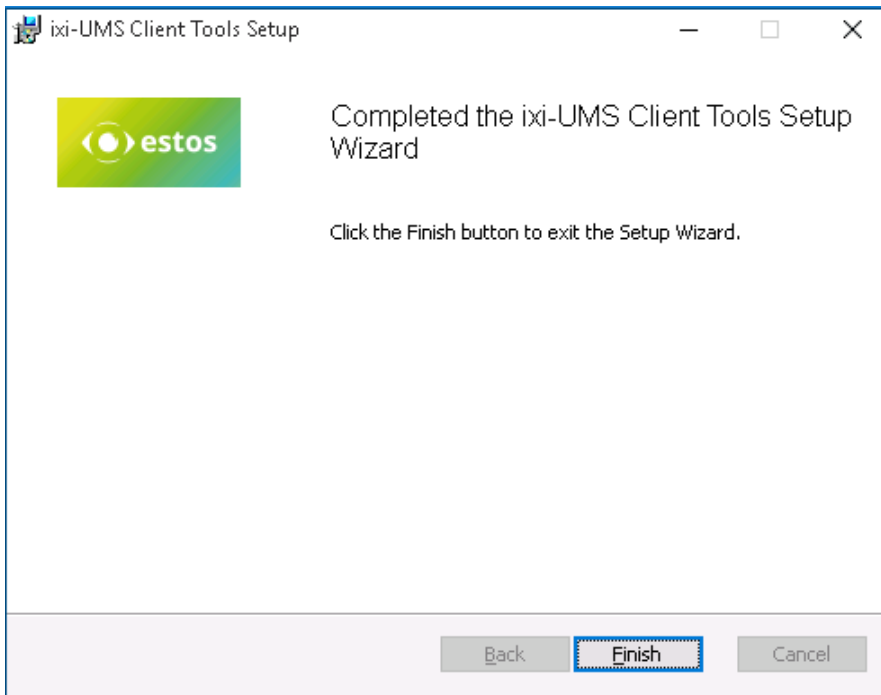 ixi-UMS Client Tools Setup
estos
Completed the ixi-UMS Client Tools Setup
Wizard
Click the Finish button to exit the Setup Wizard.
Back Finish Cancel